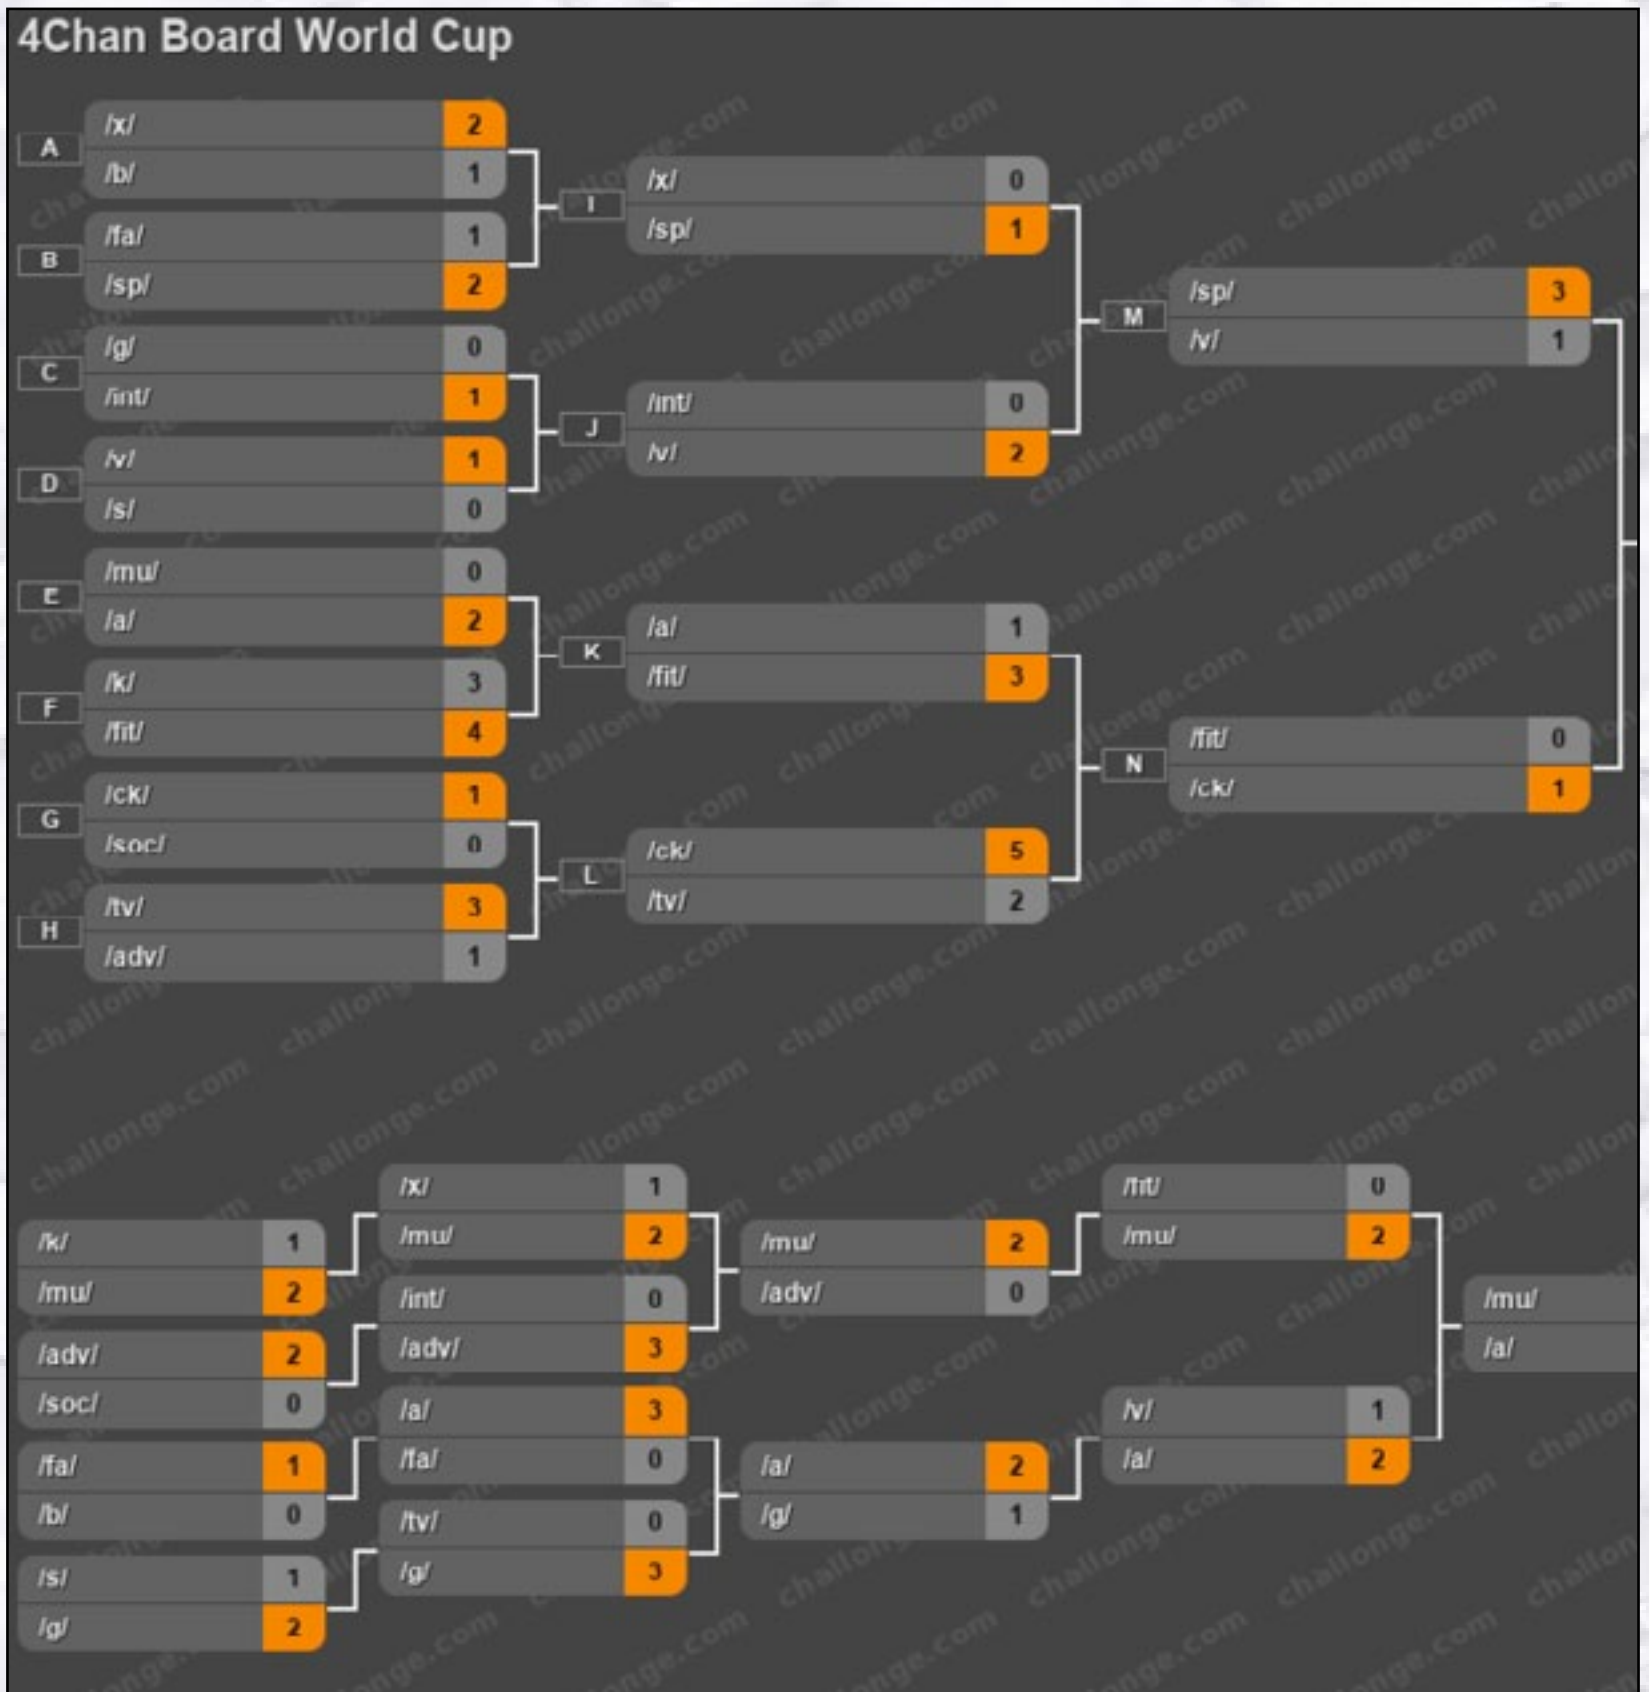 4Chan Board World Cup
A
/x/ 2
/b/ 1
B
/fa/ 1
/sp/ 2
C
/g/ 0
/int/ 1
D
/v/ 1
/s/ 0
E
/mu/ 0
/a/ 2
F
/k/ 3
/fit/ 4
G
/ck/ 1
/soc/ 0
H
/tv/ 3
/adv/ 1
I
/x/ 0
/sp/ 1
J
/int/ 0
/v/ 2
K
/a/ 1
/fit/ 3
L
/ck/ 5
/tv/ 2
M
/sp/ 3
/v/ 1
N
/fit/ 0
/ck/ 1
/k/ 1
/mu/ 2
/adv/ 2
/soc/ 0
/fa/ 1
/b/ 0
/s/ 1
/g/ 2
/x/ 1
/mu/ 2
/int/ 0
/adv/ 3
/a/ 3
/fa/ 0
/tv/ 0
/g/ 3
/mu/ 2
/adv/ 0
/a/ 2
/g/ 1
/fit/ 0
/mu/ 2
/v/ 1
/a/ 2
/mu/
/a/
challonge.com